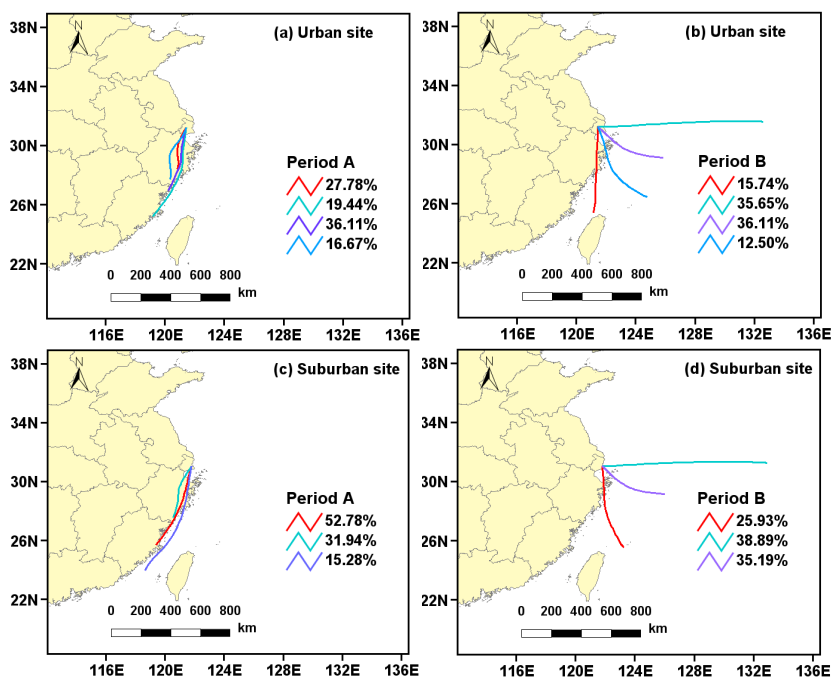 38N
34N
30N
26N
22N
N
(a) Urban site
Period A
27.78%
19.44%
36.11%
16.67%
0 200 400 600 800
km
116E 120E 124E 128E 132E 136E
38N
34N
30N
26N
22N
N
(b) Urban site
Period B
15.74%
35.65%
36.11%
12.50%
0 200 400 600 800
km
116E 120E 124E 128E 132E 136E
38N
34N
30N
26N
22N
N
(c) Suburban site
Period A
52.78%
31.94%
15.28%
0 200 400 600 800
km
116E 120E 124E 128E 132E 136E
38N
34N
30N
26N
22N
N
(d) Suburban site
Period B
25.93%
38.89%
35.19%
0 200 400 600 800
km
116E 120E 124E 128E 132E 136E